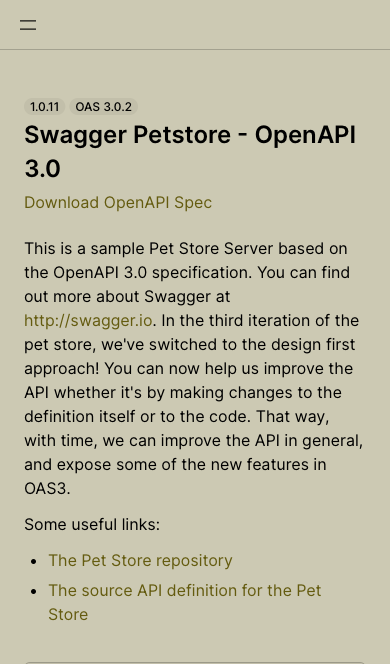 1.0.11 OAS 3.0.2
Swagger Petstore - OpenAPI
3.0
Download OpenAPI Spec
This is a sample Pet Store Server based on
the OpenAPI 3.0 specification. You can find
out more about Swagger at
http://swagger.io. In the third iteration of the
pet store, we've switched to the design first
approach! You can now help us improve the
API whether it's by making changes to the
definition itself or to the code. That way,
with time, we can improve the API in general,
and expose some of the new features in
OAS3.
Some useful links:
• The Pet Store repository
• The source API definition for the Pet
Store